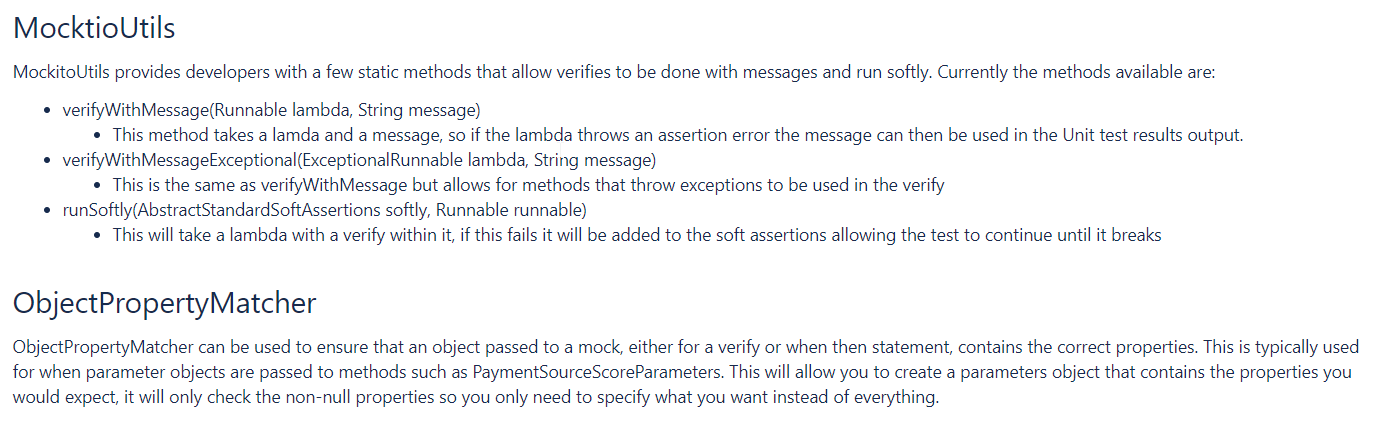 MocktioUtils
MockitoUtils provides developers with a few static methods that allow verifies to be done with messages and run softly. Currently the methods available are:
• verifyWithMessage(Runnable lambda, String message)
• This method takes a lamda and a message, so if the lambda throws an assertion error the message can then be used in the Unit test results output.
• verifyWithMessageExceptional(ExceptionalRunnable lambda, String message)
• This is the same as verifyWithMessage but allows for methods that throw exceptions to be used in the verify
• runSoftly(AbstractStandardSoftAssertions softly, Runnable runnable)
• This will take a lambda with a verify within it, if this fails it will be added to the soft assertions allowing the test to continue until it breaks
ObjectPropertyMatcher
ObjectPropertyMatcher can be used to ensure that an object passed to a mock, either for a verify or when then statement, contains the correct properties. This is typically used
for when parameter objects are passed to methods such as PaymentSourceScoreParameters. This will allow you to create a parameters object that contains the properties you
would expect, it will only check the non-null properties so you only need to specify what you want instead of everything.